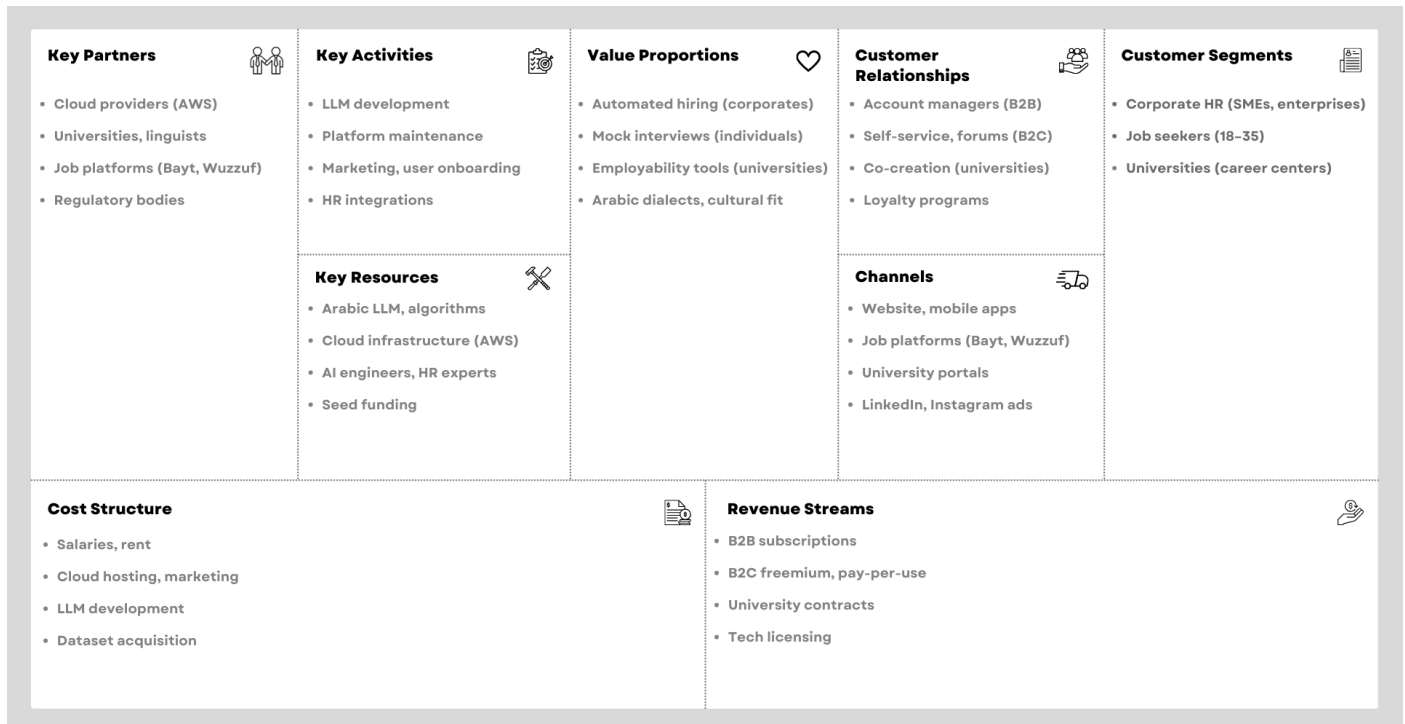 Key Partners
• Cloud providers (AWS)
• Universities, linguists
• Job platforms (Bayt, Wuzzuf)
• Regulatory bodies
Key Activities
• LLM development
• Platform maintenance
• Marketing, user onboarding
• HR integrations
Key Resources
• Arabic LLM, algorithms
• Cloud infrastructure (AWS)
• AI engineers, HR experts
• Seed funding
Value Proportions
• Automated hiring (corporates)
• Mock interviews (individuals)
• Employability tools (universities)
• Arabic dialects, cultural fit
Customer
Relationships
• Account managers (B2B)
• Self-service, forums (B2C)
• Co-creation (universities)
• Loyalty programs
Channels
• Website, mobile apps
• Job platforms (Bayt, Wuzzuf)
• University portals
• LinkedIn, Instagram ads
Customer Segments
• Corporate HR (SMEs, enterprises)
• Job seekers (18–35)
• Universities (career centers)
Cost Structure
• Salaries, rent
• Cloud hosting, marketing
• LLM development
• Dataset acquisition
Revenue Streams
• B2B subscriptions
• B2C freemium, pay-per-use
• University contracts
• Tech licensing